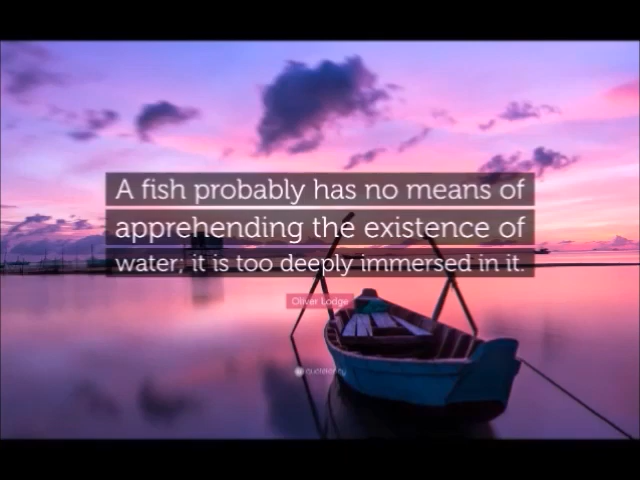 A fish probably has no means of
apprehending the existence of
water; it is too deeply immersed in it.
Oliver Lodge
quotefancy